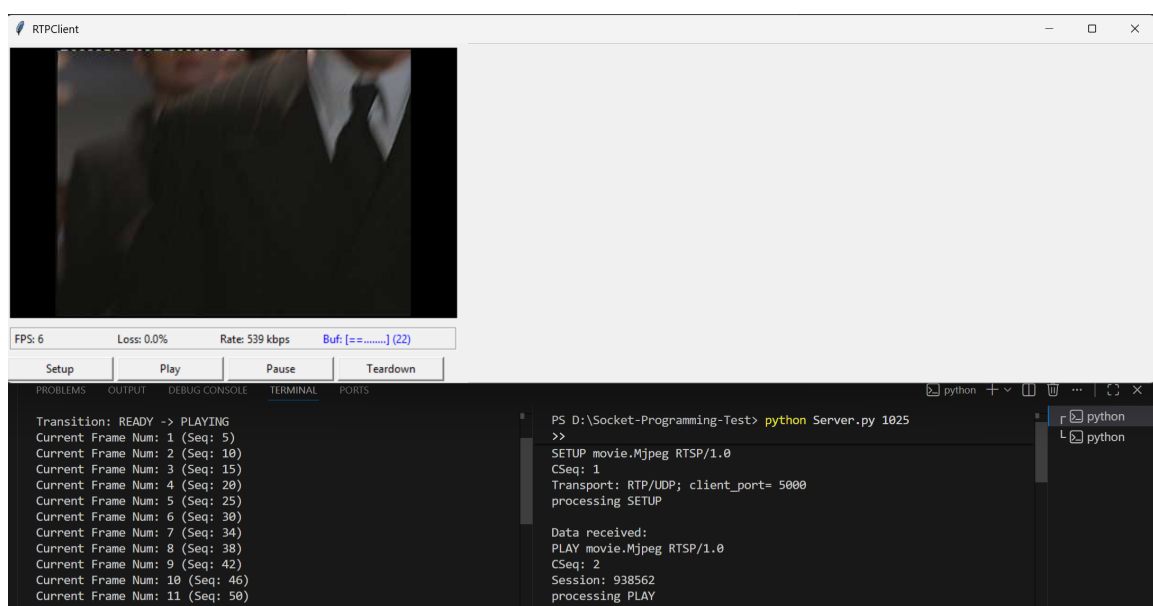 RTPClient
FPS: 6 Loss: 0.0% Rate: 539 kbps Buf: [==........] (22)
Setup Play Pause Teardown
PROBLEMS OUTPUT DEBUG CONSOLE TERMINAL PORTS
python
Transition: READY -> PLAYING
Current Frame Num: 1 (Seq: 5)
Current Frame Num: 2 (Seq: 10)
Current Frame Num: 3 (Seq: 15)
Current Frame Num: 4 (Seq: 20)
Current Frame Num: 5 (Seq: 25)
Current Frame Num: 6 (Seq: 30)
Current Frame Num: 7 (Seq: 34)
Current Frame Num: 8 (Seq: 38)
Current Frame Num: 9 (Seq: 42)
Current Frame Num: 10 (Seq: 46)
Current Frame Num: 11 (Seq: 50)
PS D:\Socket-Programming-Test> python Server.py 1025
>>
SETUP movie.Mjpeg RTSP/1.0
CSeq: 1
Transport: RTP/UDP; client_port= 5000
processing SETUP
Data received:
PLAY movie.Mjpeg RTSP/1.0
CSeq: 2
Session: 938562
processing PLAY
python
python